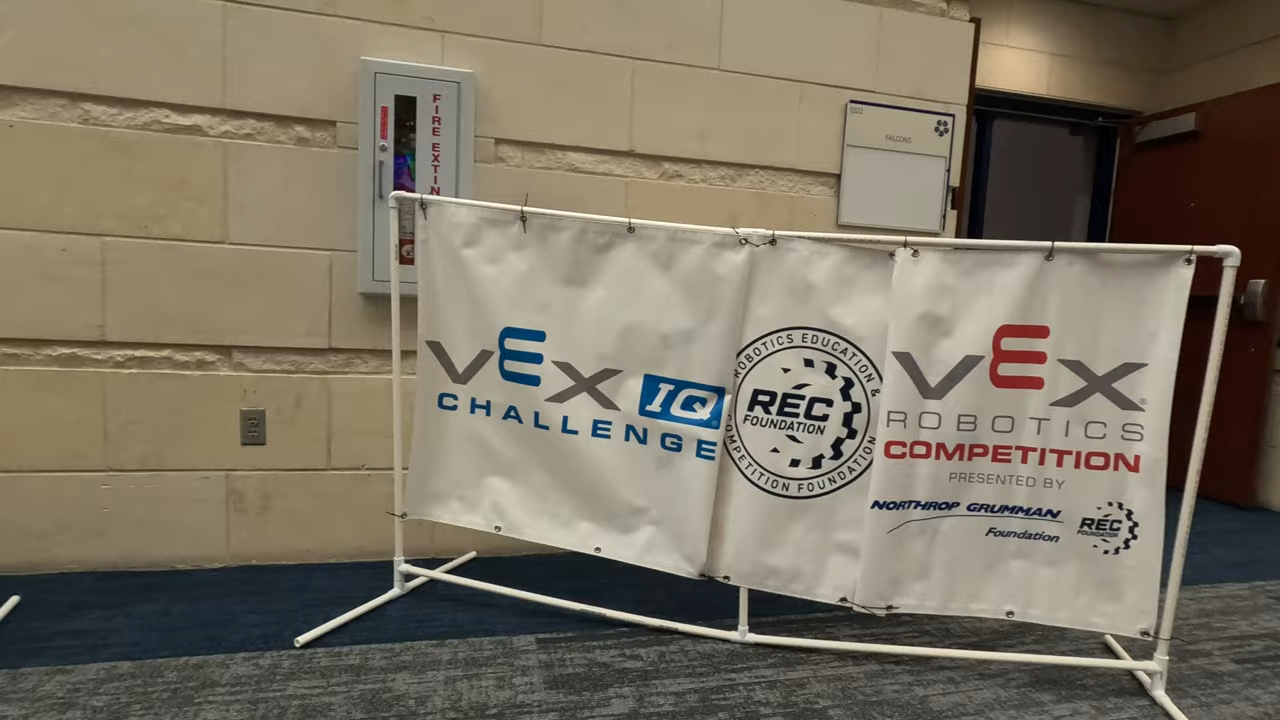 FIRE EXTIN
1202
FALCONS
VEX IQ
CHALLENGE
ROBOTICS EDUCATION &
COMPETITION FOUNDATION
REC
FOUNDATION
VEX
ROBOTICS
COMPETITION
PRESENTED BY
NORTHROP GRUMMAN
Foundation
REC
FOUNDATION